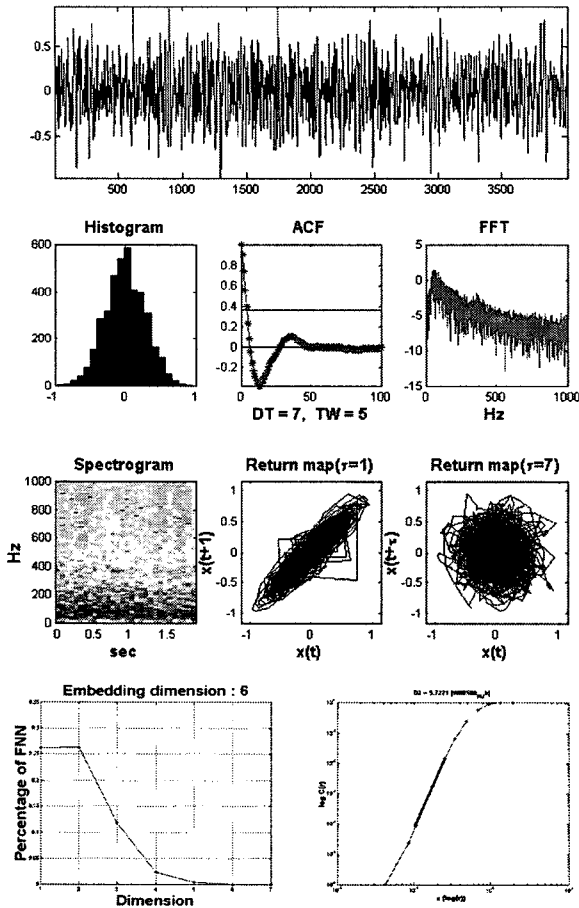 0.5
0
-0.5
500 1000 1500 2000 2500 3000 3500
Histogram ACF FFT
600
400
200
0
-1 0 1
0.8
0.6
0.4
0.2
0
-0.2
0 50 100
DT = 7, TW = 5
5
0
-5
-10
-15
0 500 1000
Hz
Spectrogram Return map(τ=1) Return map(τ=7)
Hz
1000
800
600
400
200
0
0 0.5 1 1.5
sec
x(t+1)
1
0.5
0
-0.5
-1
-1 0 1
x(t)
x(t+τ)
1
0.5
0
-0.5
-1
-1 0 1
x(t)
Embedding dimension : 6
Percentage of FNN
Dimension
log C(r)